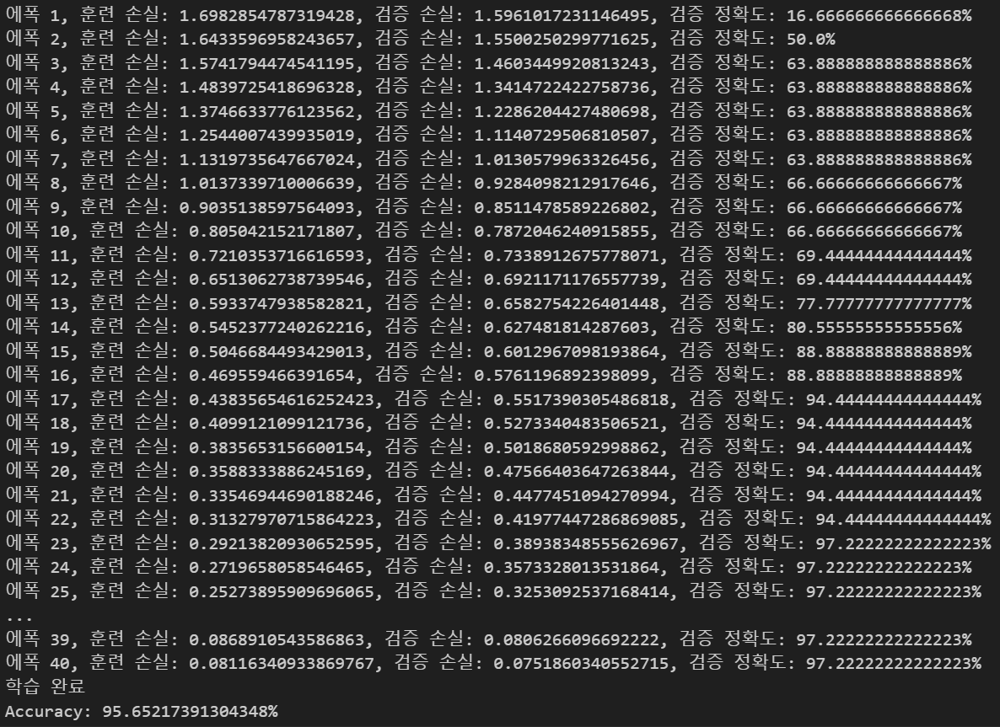 에폭 1, 훈련 손실: 1.6982854787319428, 검증 손실: 1.5961017231146495, 검증 정확도: 16.666666666666668%
에폭 2, 훈련 손실: 1.6433596958243657, 검증 손실: 1.5500250299771625, 검증 정확도: 50.0%
에폭 3, 훈련 손실: 1.5741794474541195, 검증 손실: 1.4603449920813243, 검증 정확도: 63.888888888888886%
에폭 4, 훈련 손실: 1.4839725418696328, 검증 손실: 1.3414722422758736, 검증 정확도: 63.888888888888886%
에폭 5, 훈련 손실: 1.3746633776123562, 검증 손실: 1.2286204427480698, 검증 정확도: 63.888888888888886%
에폭 6, 훈련 손실: 1.2544007439935019, 검증 손실: 1.1140729506810507, 검증 정확도: 63.888888888888886%
에폭 7, 훈련 손실: 1.1319735647667024, 검증 손실: 1.0130579963326456, 검증 정확도: 63.888888888888886%
에폭 8, 훈련 손실: 1.0137339710006639, 검증 손실: 0.9284098212917646, 검증 정확도: 66.66666666666667%
에폭 9, 훈련 손실: 0.9035138597564093, 검증 손실: 0.8511478589226802, 검증 정확도: 66.66666666666667%
에폭 10, 훈련 손실: 0.805042152171807, 검증 손실: 0.7872046240915855, 검증 정확도: 66.66666666666667%
에폭 11, 훈련 손실: 0.7210353716616593, 검증 손실: 0.7338912675778071, 검증 정확도: 69.44444444444444%
에폭 12, 훈련 손실: 0.6513062738739546, 검증 손실: 0.6921171176557739, 검증 정확도: 69.44444444444444%
에폭 13, 훈련 손실: 0.5933747938582821, 검증 손실: 0.6582754226401448, 검증 정확도: 77.77777777777777%
에폭 14, 훈련 손실: 0.5452377240262216, 검증 손실: 0.627481814287603, 검증 정확도: 80.55555555555556%
에폭 15, 훈련 손실: 0.5046684493429013, 검증 손실: 0.6012967098193864, 검증 정확도: 88.88888888888889%
에폭 16, 훈련 손실: 0.469559466391654, 검증 손실: 0.5761196892398099, 검증 정확도: 88.88888888888889%
에폭 17, 훈련 손실: 0.43835654616252423, 검증 손실: 0.5517390305486818, 검증 정확도: 94.44444444444444%
에폭 18, 훈련 손실: 0.4099121099121736, 검증 손실: 0.5273340483506521, 검증 정확도: 94.44444444444444%
에폭 19, 훈련 손실: 0.3835653156600154, 검증 손실: 0.5018680592998862, 검증 정확도: 94.44444444444444%
에폭 20, 훈련 손실: 0.3588333886245169, 검증 손실: 0.47566403647263844, 검증 정확도: 94.44444444444444%
에폭 21, 훈련 손실: 0.33546944690188246, 검증 손실: 0.4477451094270994, 검증 정확도: 94.44444444444444%
에폭 22, 훈련 손실: 0.31327970715864223, 검증 손실: 0.41977447286869085, 검증 정확도: 94.44444444444444%
에폭 23, 훈련 손실: 0.29213820930652595, 검증 손실: 0.38938348555626967, 검증 정확도: 97.22222222222223%
에폭 24, 훈련 손실: 0.2719658058546465, 검증 손실: 0.3573328013531864, 검증 정확도: 97.22222222222223%
에폭 25, 훈련 손실: 0.25273895909696065, 검증 손실: 0.3253092537168414, 검증 정확도: 97.22222222222223%
...
에폭 39, 훈련 손실: 0.0868910543586863, 검증 손실: 0.0806266096692222, 검증 정확도: 97.22222222222223%
에폭 40, 훈련 손실: 0.08116340933869767, 검증 손실: 0.0751860340552715, 검증 정확도: 97.22222222222223%
학습 완료
Accuracy: 95.65217391304348%